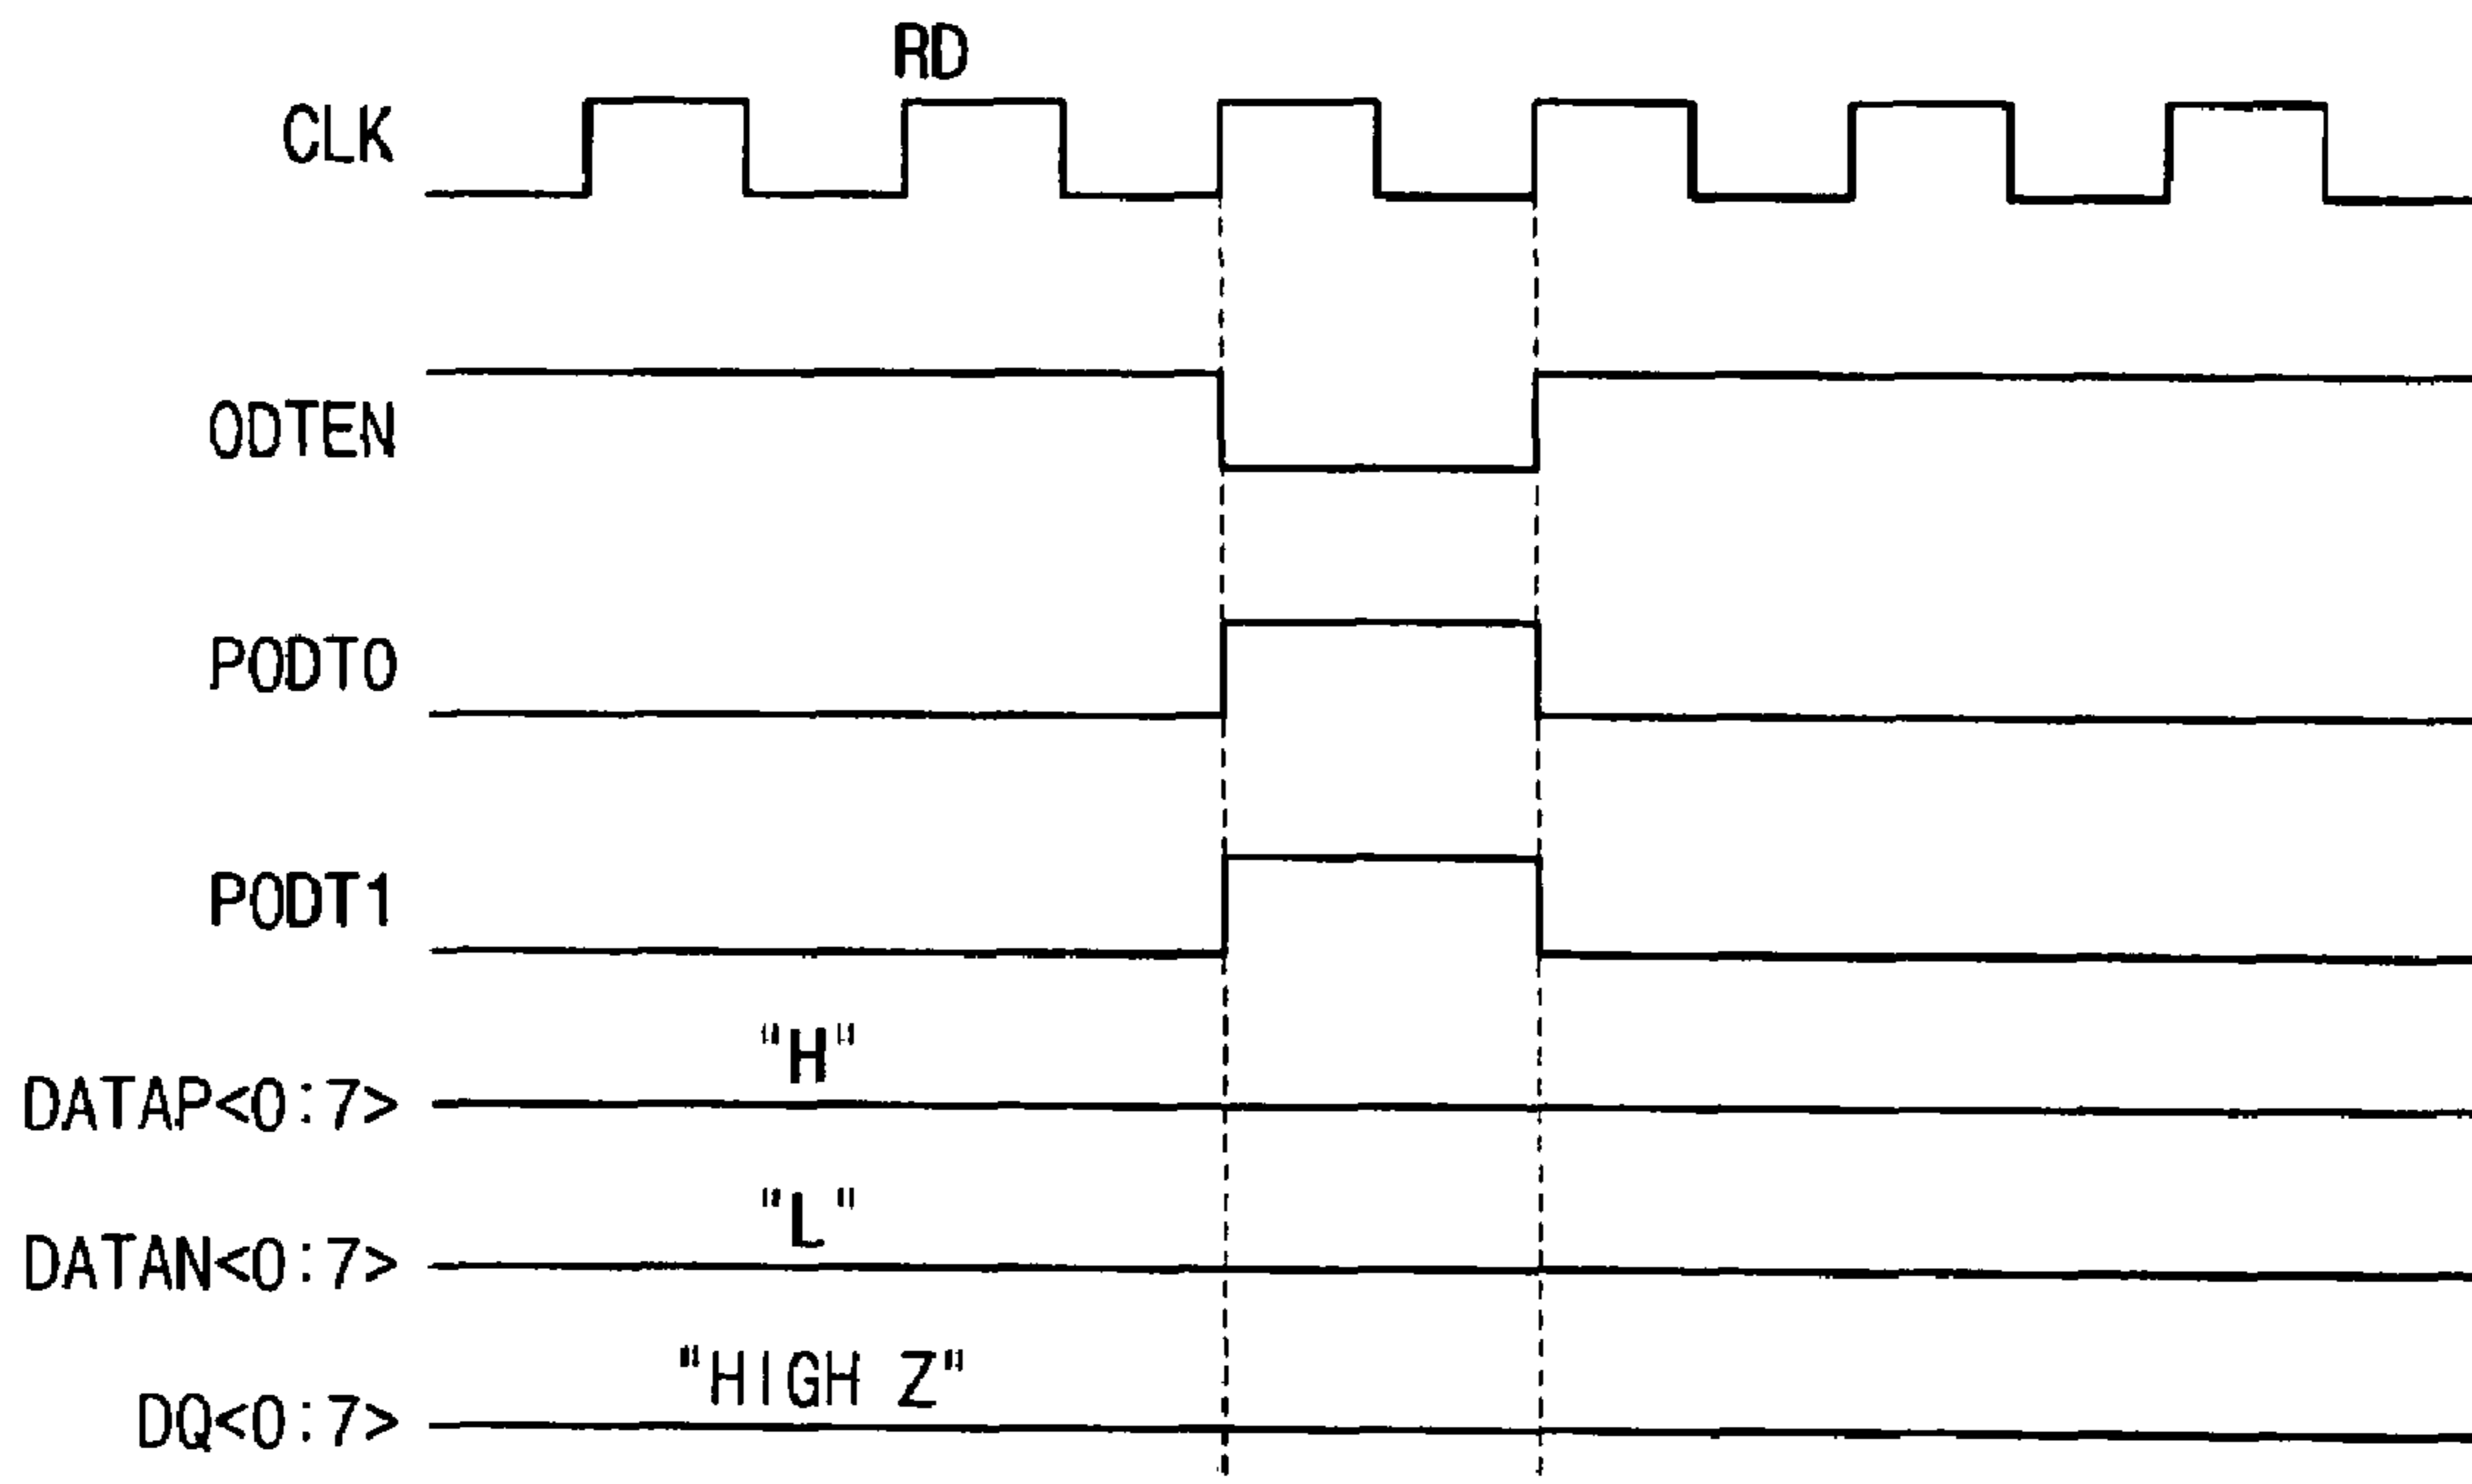 RD
CLK
ODTEN
PODT0
PODT1
"H"
DATAP<0:7>
"L"
DATAN<0:7>
"HIGH Z"
DQ<0:7>